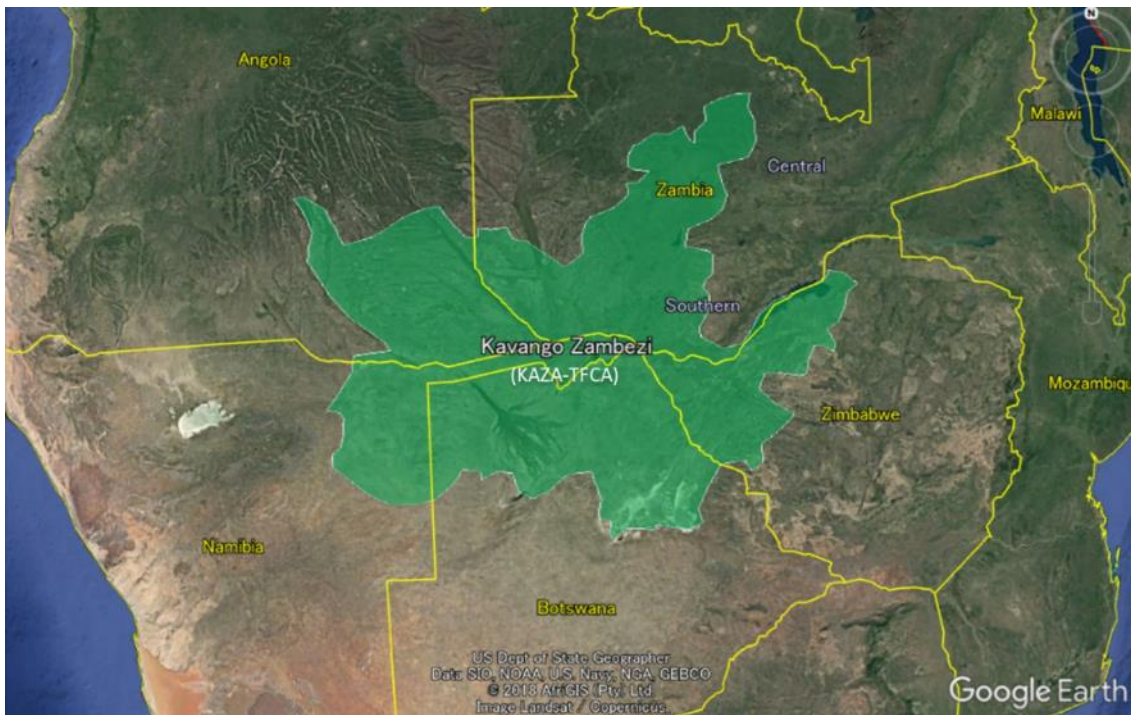 N
Angola
Malawi
Central
Zambia
Southern
Kavango Zambezi
(KAZA-TFCA)
Mozambiqu
Zimbabwe
Namibia
Botswana
US Dept of State Geographer
Data SIO, NOAA, U.S. Navy, NGA, GEBCO
© 2018 AfriGIS (Pty) Ltd.
Image Landsat / Copernicus
Google Earth